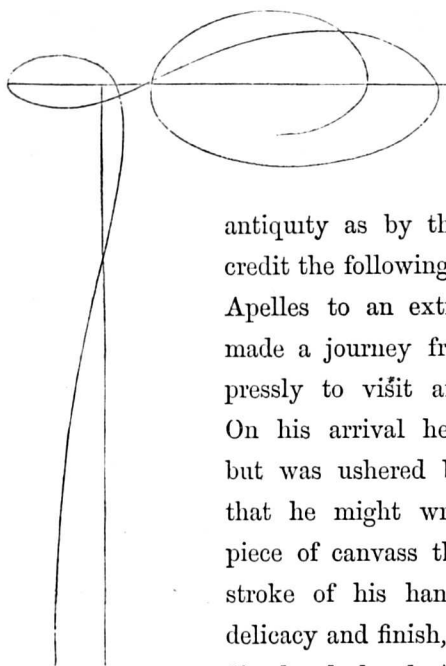 antiquity as by th
credit the following
Apelles to an ext
made a journey fr
pressly to visit a
On his arrival he
but was ushered
that he might w
piece of canvass th
stroke of his han
delicacy and finish,